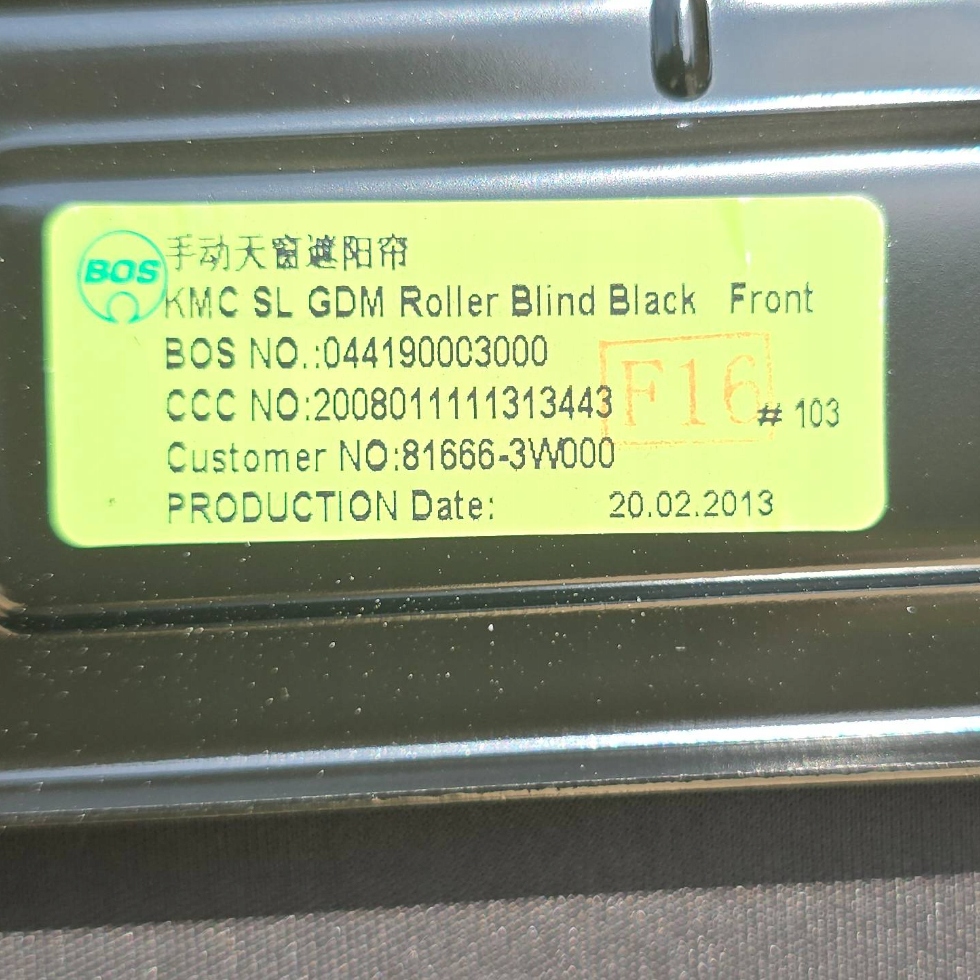 BOS
手动天窗遮阳帘
KMC SL GDM Roller Blind Black Front
BOS NO.:044190003000
CCC NO:2008011111313443
F16
# 103
Customer NO:81666-3W000
PRODUCTION Date: 20.02.2013